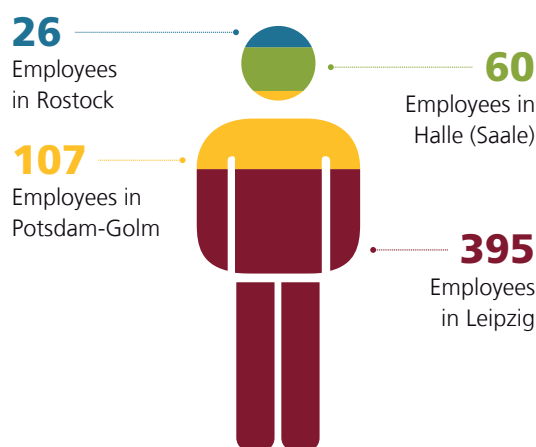 26
Employees
in Rostock
60
Employees in
Halle (Saale)
107
Employees in
Potsdam-Golm
395
Employees
in Leipzig